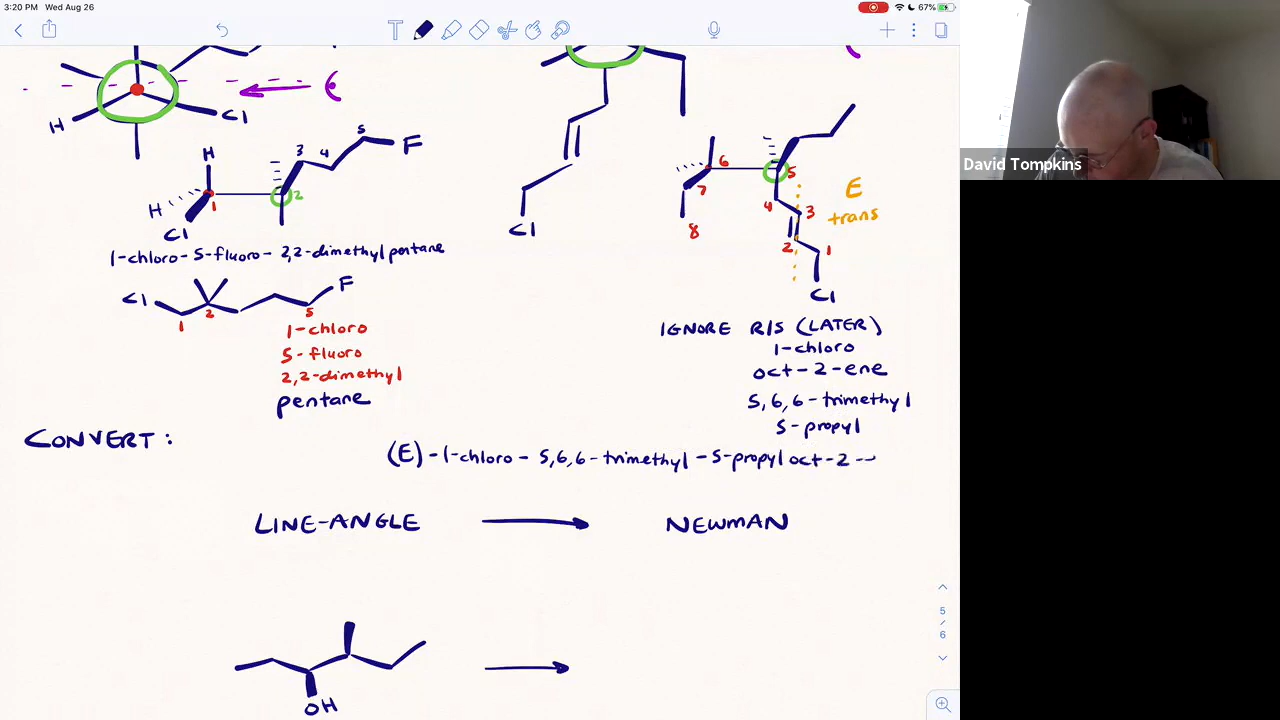 3:20 PM Wed Aug 26
67%
T
H
Cl
H
H
Cl
1
2
3
4
5
F
1-chloro-5-fluoro-2,2-dimethylpentane
Cl
F
1
2
5
1-chloro
5-fluoro
2,2-dimethyl
pentane
Cl
6
5
7
8
4
3
2
1
E
trans
Cl
IGNORE R/S (LATER)
1-chloro
oct-2-ene
5,6,6-trimethyl
5-propyl
CONVERT:
(E)-1-chloro-5,6,6-trimethyl-5-propyloct-2-
LINE-ANGLE
NEWMAN
OH
David Tompkins
5
/
6